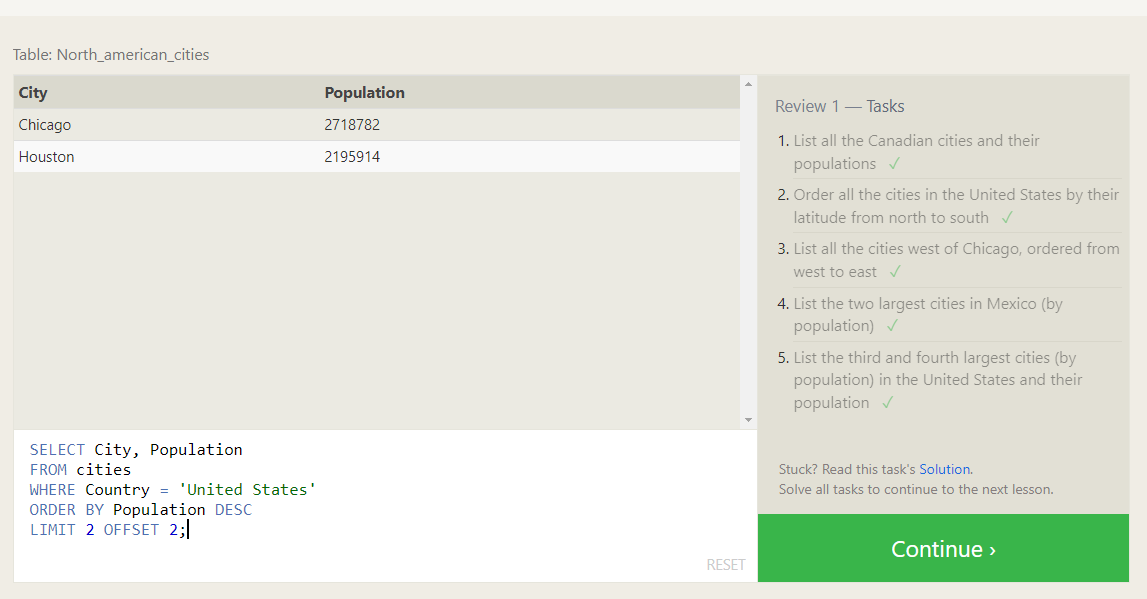 Table: North_american_cities
City Population
Chicago 2718782
Houston 2195914
SELECT City, Population
FROM cities
WHERE Country = 'United States'
ORDER BY Population DESC
LIMIT 2 OFFSET 2;
RESET
Review 1 — Tasks
1. List all the Canadian cities and their
populations ✓
2. Order all the cities in the United States by their
latitude from north to south ✓
3. List all the cities west of Chicago, ordered from
west to east ✓
4. List the two largest cities in Mexico (by
population) ✓
5. List the third and fourth largest cities (by
population) in the United States and their
population ✓
Stuck? Read this task's Solution.
Solve all tasks to continue to the next lesson.
Continue ›